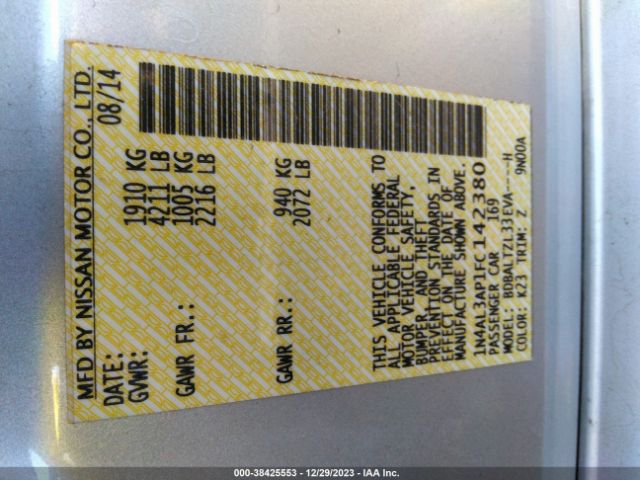 MFD BY NISSAN MOTOR CO., LTD.
DATE: 08/14
GVWR: 1910 KG
4211 LB
GAWR FR.: 1005 KG
2216 LB
GAWR RR.: 940 KG
2072 LB
THIS VEHICLE CONFORMS TO
ALL APPLICABLE FEDERAL
MOTOR VEHICLE SAFETY,
BUMPER, AND THEFT
PREVENTION STANDARDS IN
EFFECT ON THE DATE OF
MANUFACTURE SHOWN ABOVE.
1N4AL3AP1FC142380
PASSENGER CAR 169
MODEL: BDBALTZL33EVA----H
COLOR: K23 TRIM: Z 9N00A
000-38425553 - 12/29/2023 - IAA Inc.